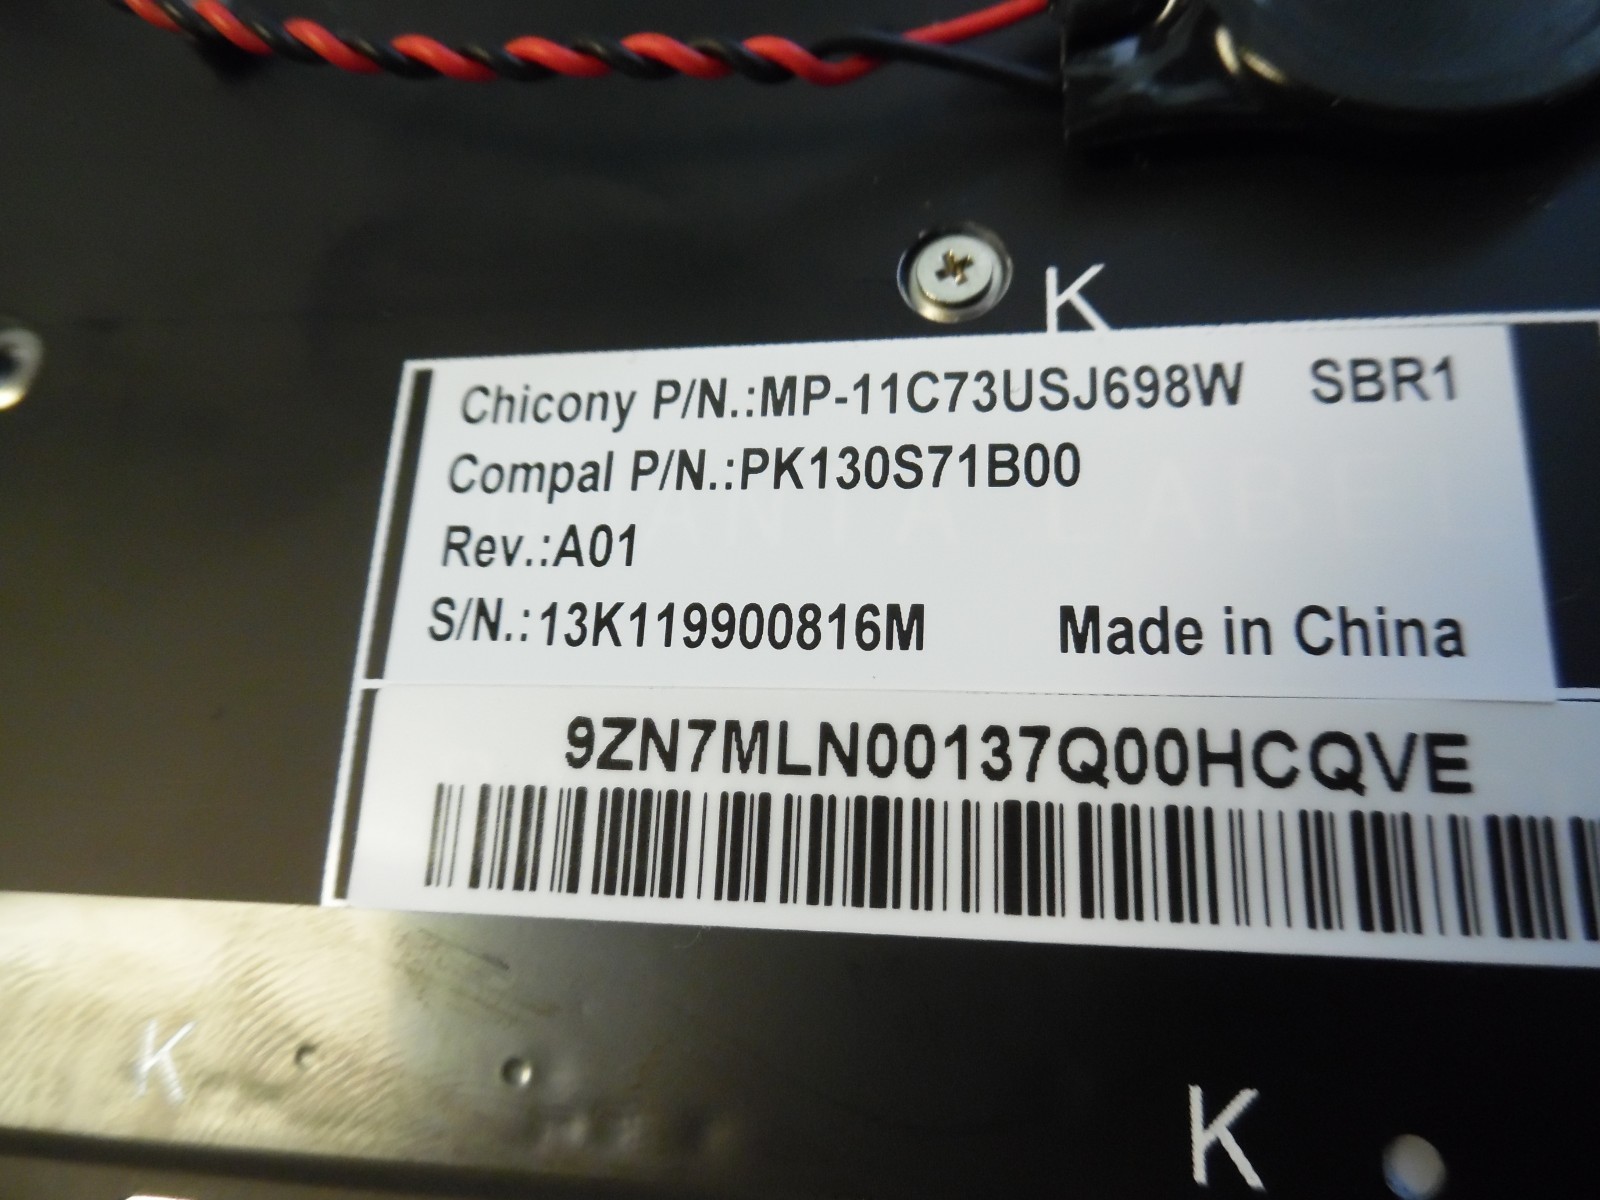 K
Chicony P/N.:MP-11C73USJ698W SBR1
Compal P/N.:PK130S71B00
Rev.:A01
S/N.:13K119900816M Made in China
9ZN7MLN00137Q00HCQVE
K
K